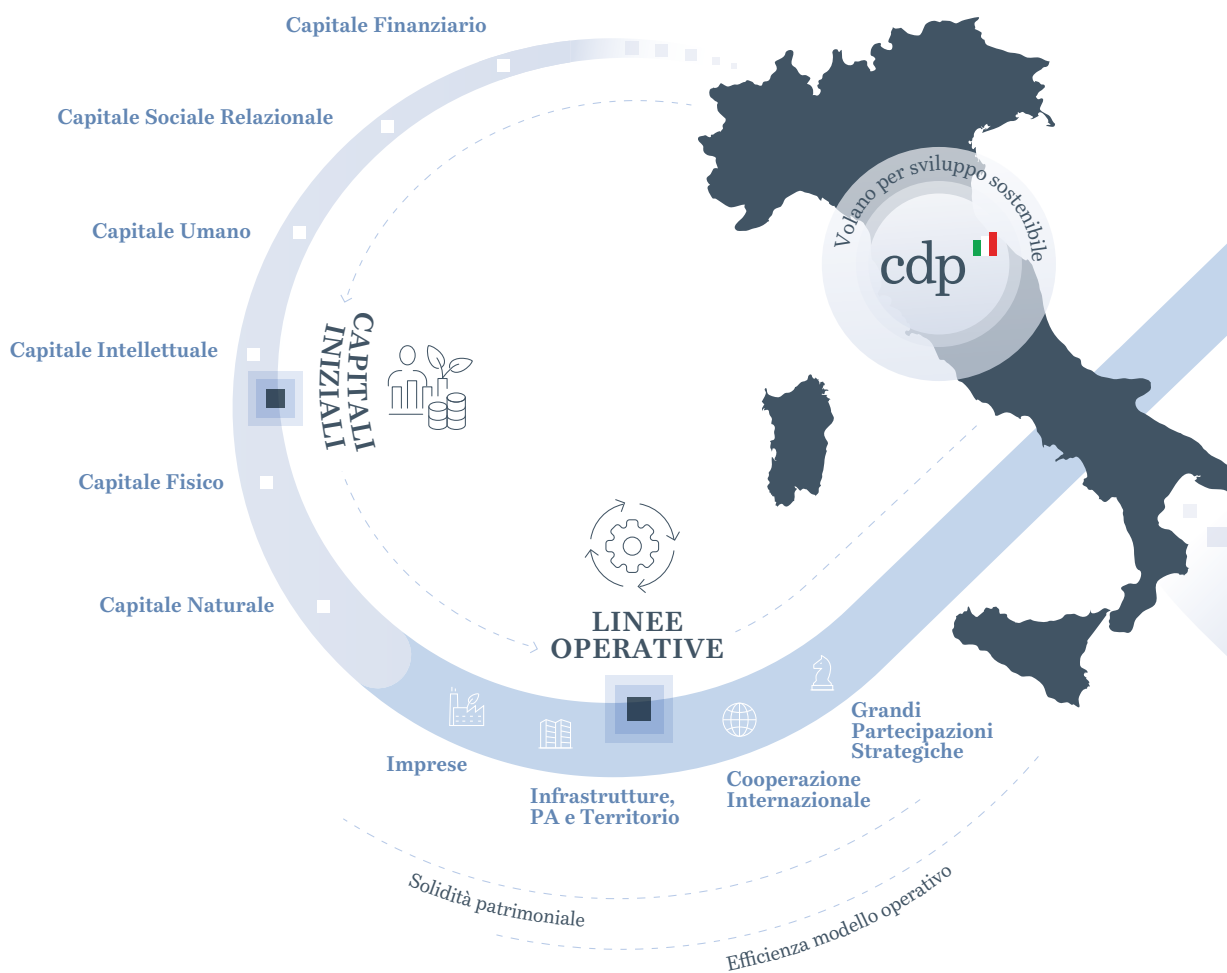 Capitale Finanziario
Capitale Sociale Relazionale
Capitale Umano
Capitale Intellettuale
Capitale Fisico
Capitale Naturale
CAPITALI
INIZIALI
Volano per sviluppo sostenibile
cdp
LINEE
OPERATIVE
Imprese
Infrastrutture,
PA e Territorio
Cooperazione
Internazionale
Grandi
Partecipazioni
Strategiche
Solidità patrimoniale
Efficienza modello operativo